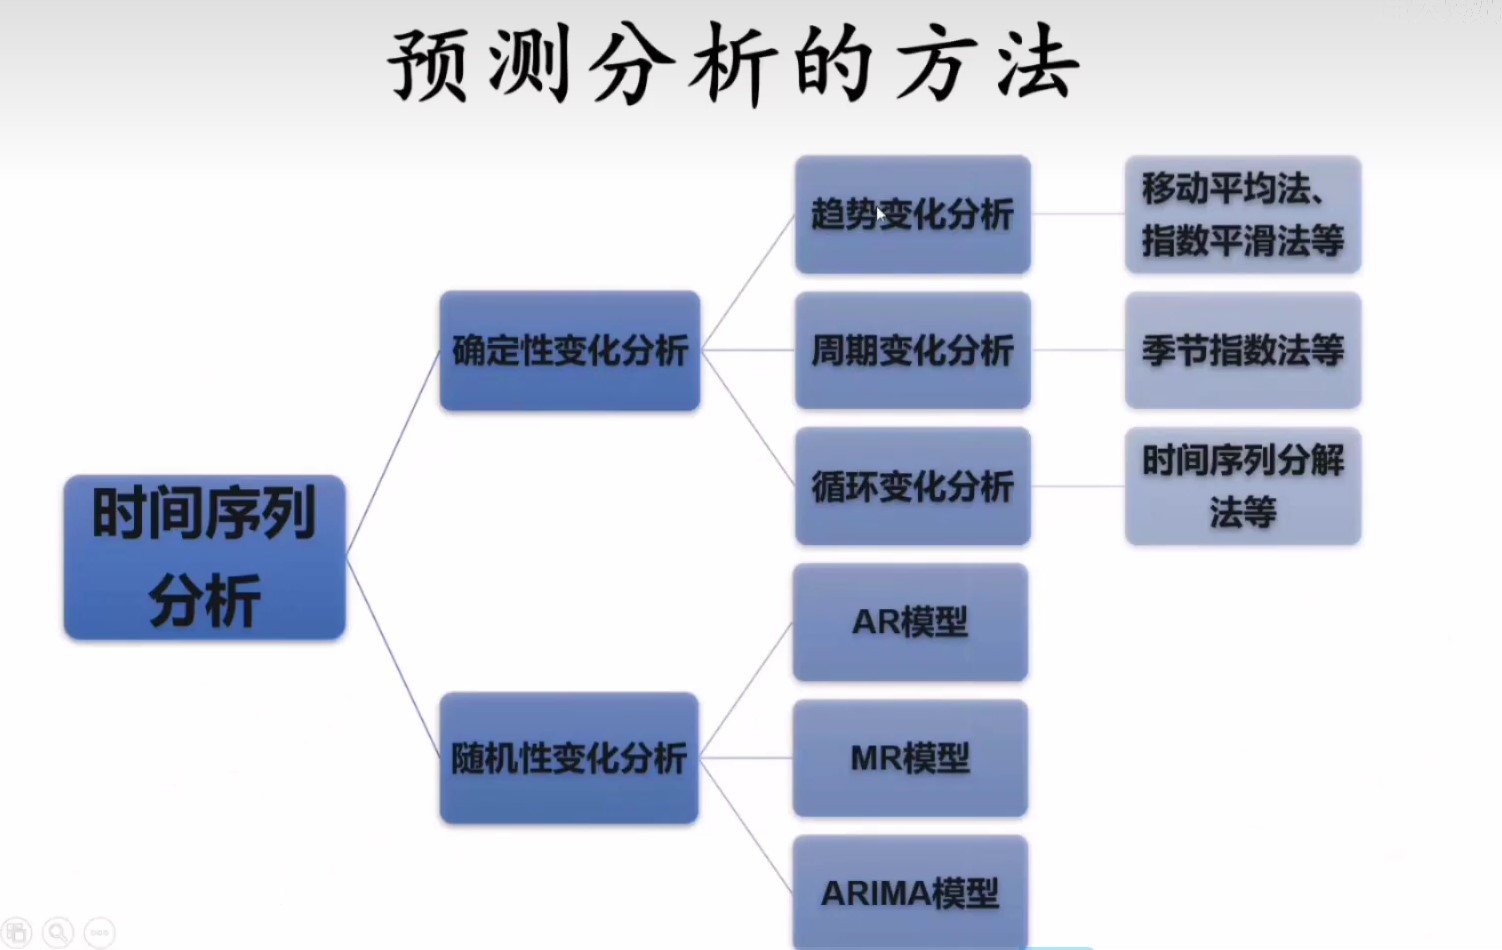 预测分析的方法
趋势变化分析
移动平均法、
指数平滑法等
确定性变化分析
周期变化分析
季节指数法等
循环变化分析
时间序列分解
法等
时间序列
分析
AR模型
随机性变化分析
MR模型
ARIMA模型